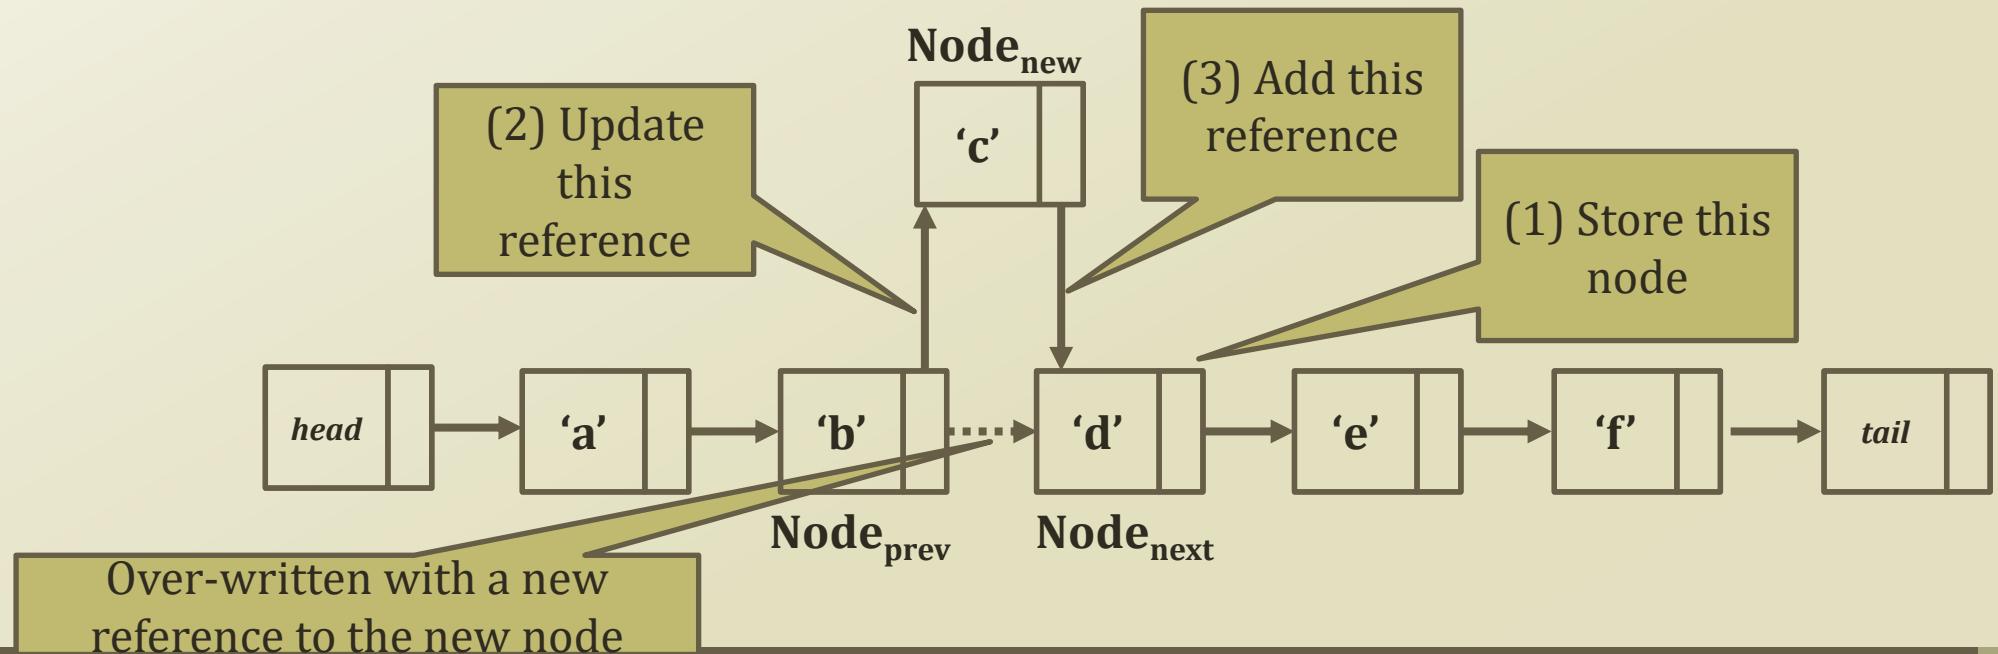 Node_new
(3) Add this
reference
(2) Update
this
reference
‘c’
(1) Store this
node
head
‘a’
‘b’
‘d’
‘e’
‘f’
tail
Node_prev
Node_next
Over-written with a new
reference to the new node